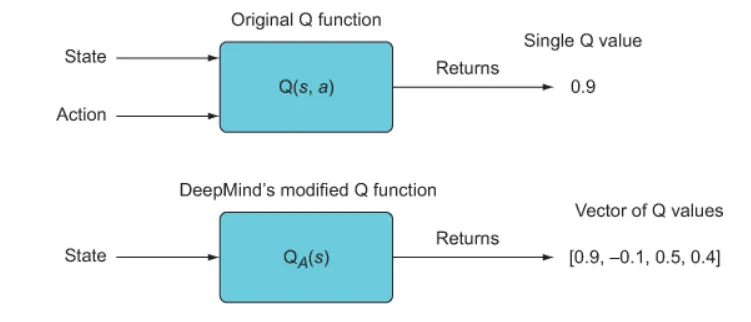 Original Q function
Single Q value
State
Action
Q(s, a)
Returns
0.9
DeepMind's modified Q function
Vector of Q values
State
QA(s)
Returns
[0.9, –0.1, 0.5, 0.4]